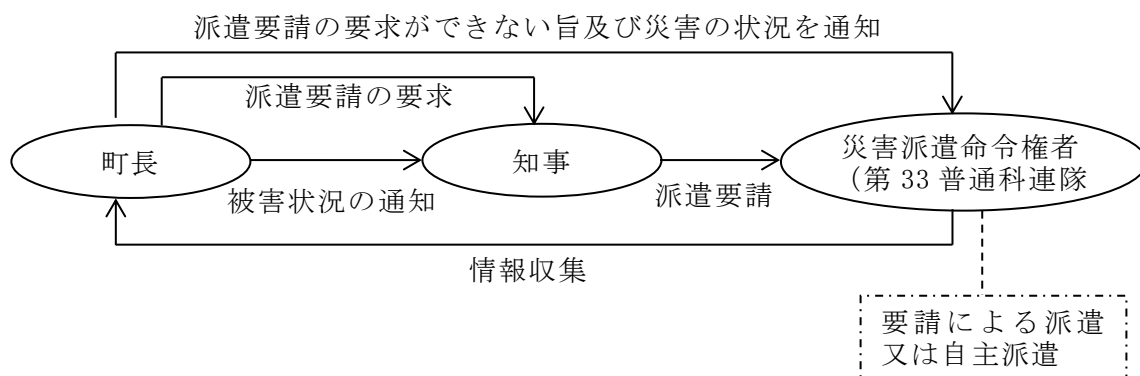 派遣要請の要求ができない旨及び災害の状況を通知
派遣要請の要求
町長
知事
災害派遣命令権者
(第 33 普通科連隊
被害状況の通知
派遣要請
情報収集
要請による派遣
又は自主派遣